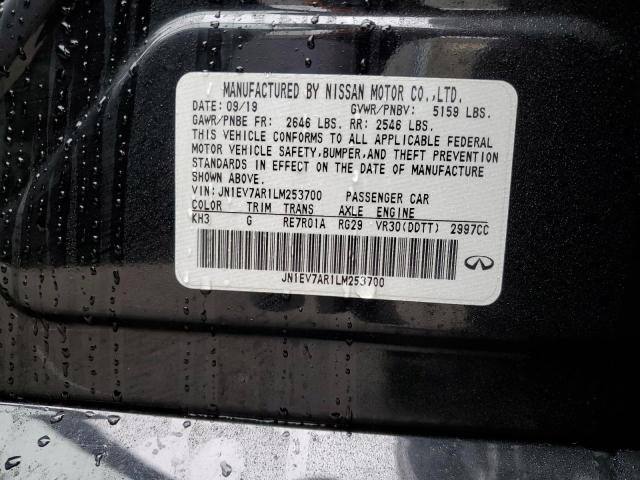 MANUFACTURED BY NISSAN MOTOR CO.,LTD.
DATE: 09/19 GVWR/PNBV: 5159 LBS.
GAWR/PNBE FR: 2646 LBS. RR: 2546 LBS.
THIS VEHICLE CONFORMS TO ALL APPLICABLE FEDERAL
MOTOR VEHICLE SAFETY, BUMPER, AND THEFT PREVENTION
STANDARDS IN EFFECT ON THE DATE OF MANUFACTURE
SHOWN ABOVE.
VIN: JN1EV7AR1LM253700 PASSENGER CAR
COLOR TRIM TRANS AXLE ENGINE
KH3 G RE7R01A RG29 VR30(DDTT) 2997CC
JN1EV7AR1LM253700